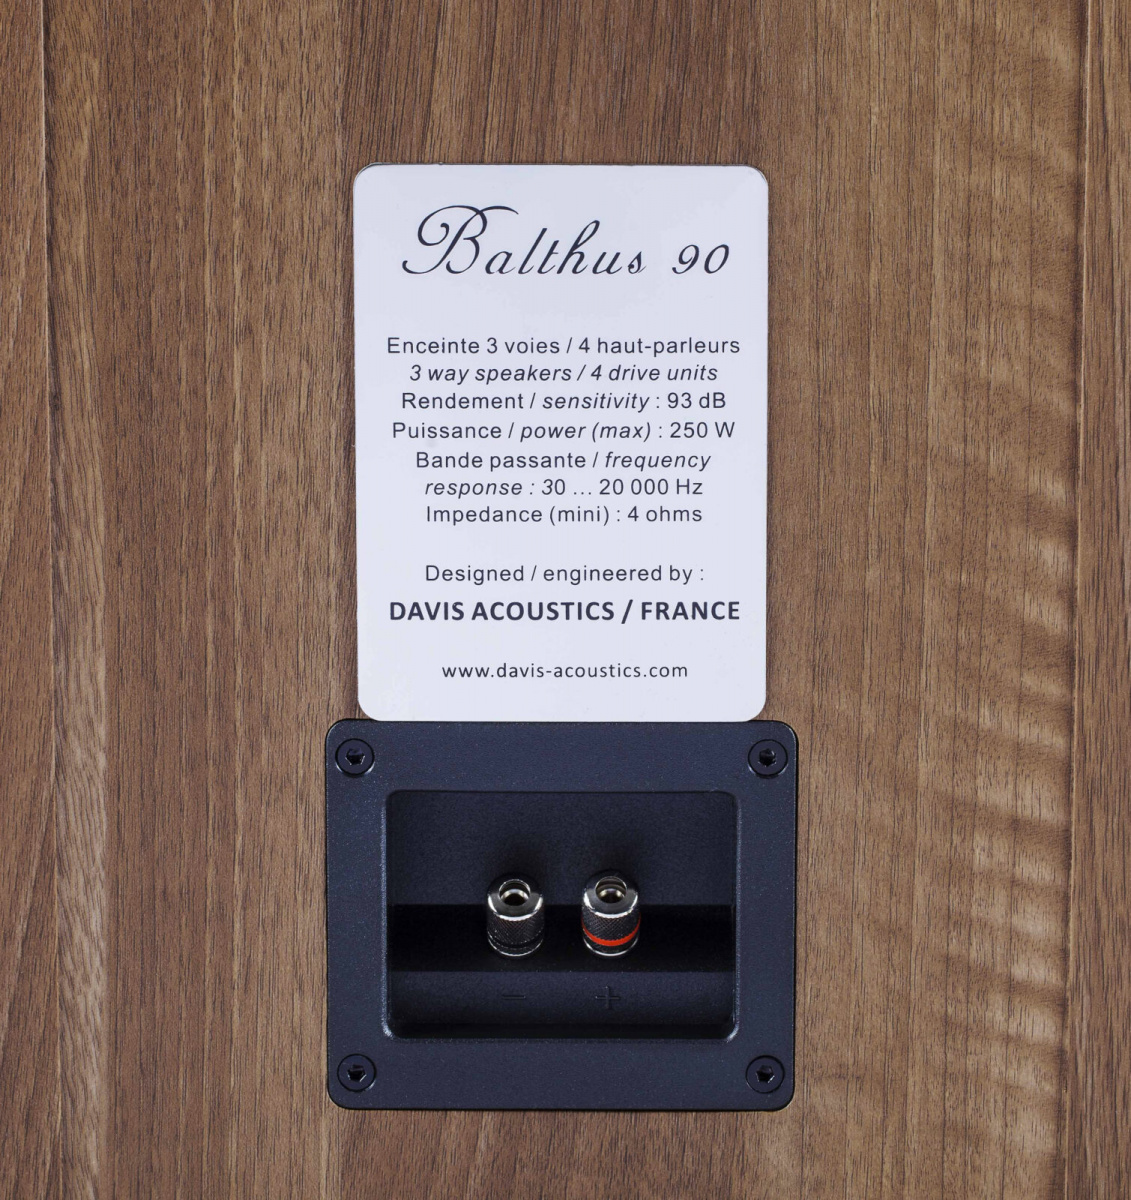 Balthus 90
Enceinte 3 voies / 4 haut-parleurs
3 way speakers / 4 drive units
Rendement / sensitivity : 93 dB
Puissance / power (max) : 250 W
Bande passante / frequency
response : 30 ... 20 000 Hz
Impedance (mini) : 4 ohms
Designed / engineered by :
DAVIS ACOUSTICS / FRANCE
www.davis-acoustics.com
− +